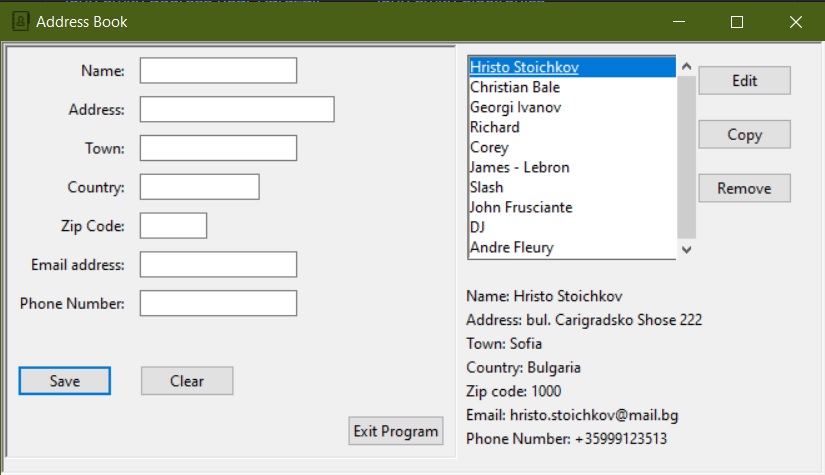 Address Book
Name:
Address:
Town:
Country:
Zip Code:
Email address:
Phone Number:
Save
Clear
Exit Program
Hristo Stoichkov
Christian Bale
Georgi Ivanov
Richard
Corey
James - Lebron
Slash
John Frusciante
DJ
Andre Fleury
Edit
Copy
Remove
Name: Hristo Stoichkov
Address: bul. Carigradsko Shose 222
Town: Sofia
Country: Bulgaria
Zip code: 1000
Email: hristo.stoichkov@mail.bg
Phone Number: +35999123513